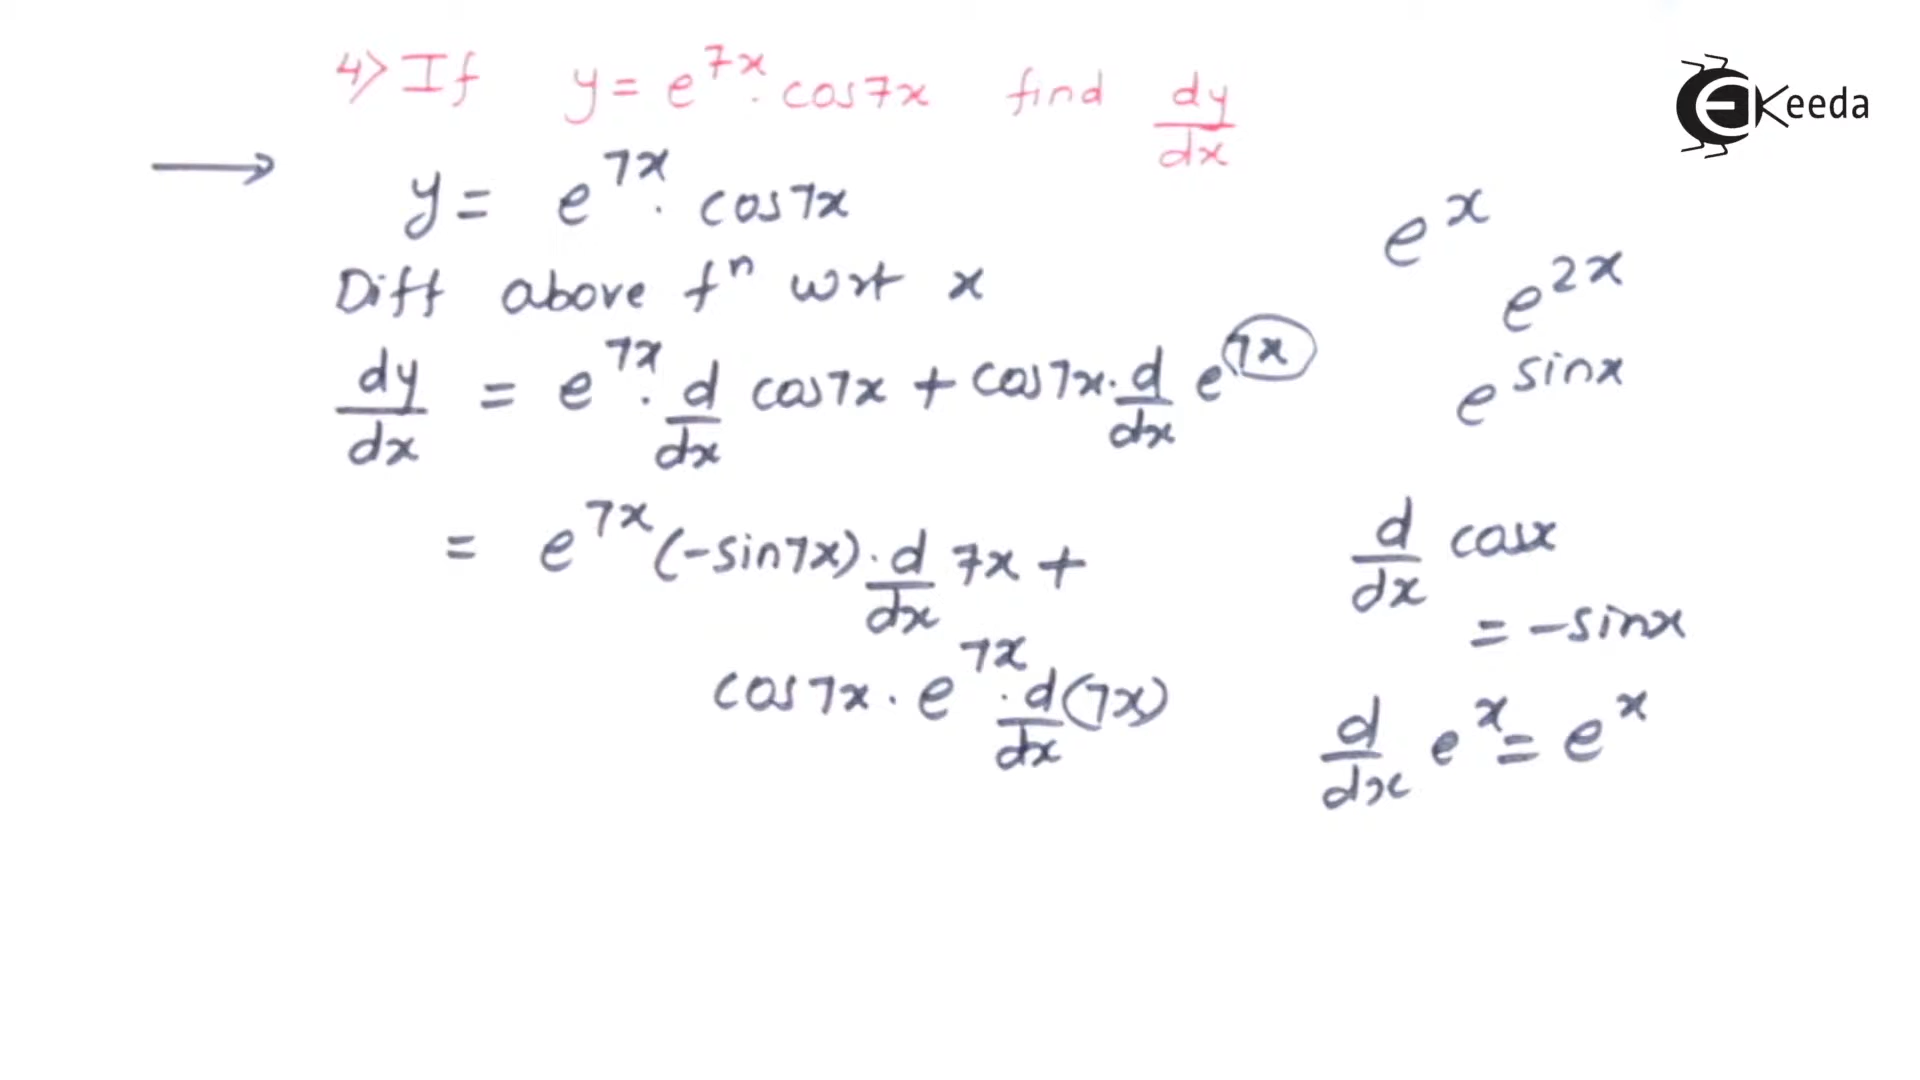 4) If y = e^7x · cos7x find dy/dx
EKeeda
y = e^7x · cos7x
Diff above f^n wrt x
dy/dx = e^7x · d/dx cos7x + cos7x · d/dx e^7x
= e^7x (-sin7x) · d/dx 7x +
cos7x · e^7x · d/dx (7x)
e^x
e^2x
e^sinx
d/dx cosx
= -sinx
d/dx e^x = e^x